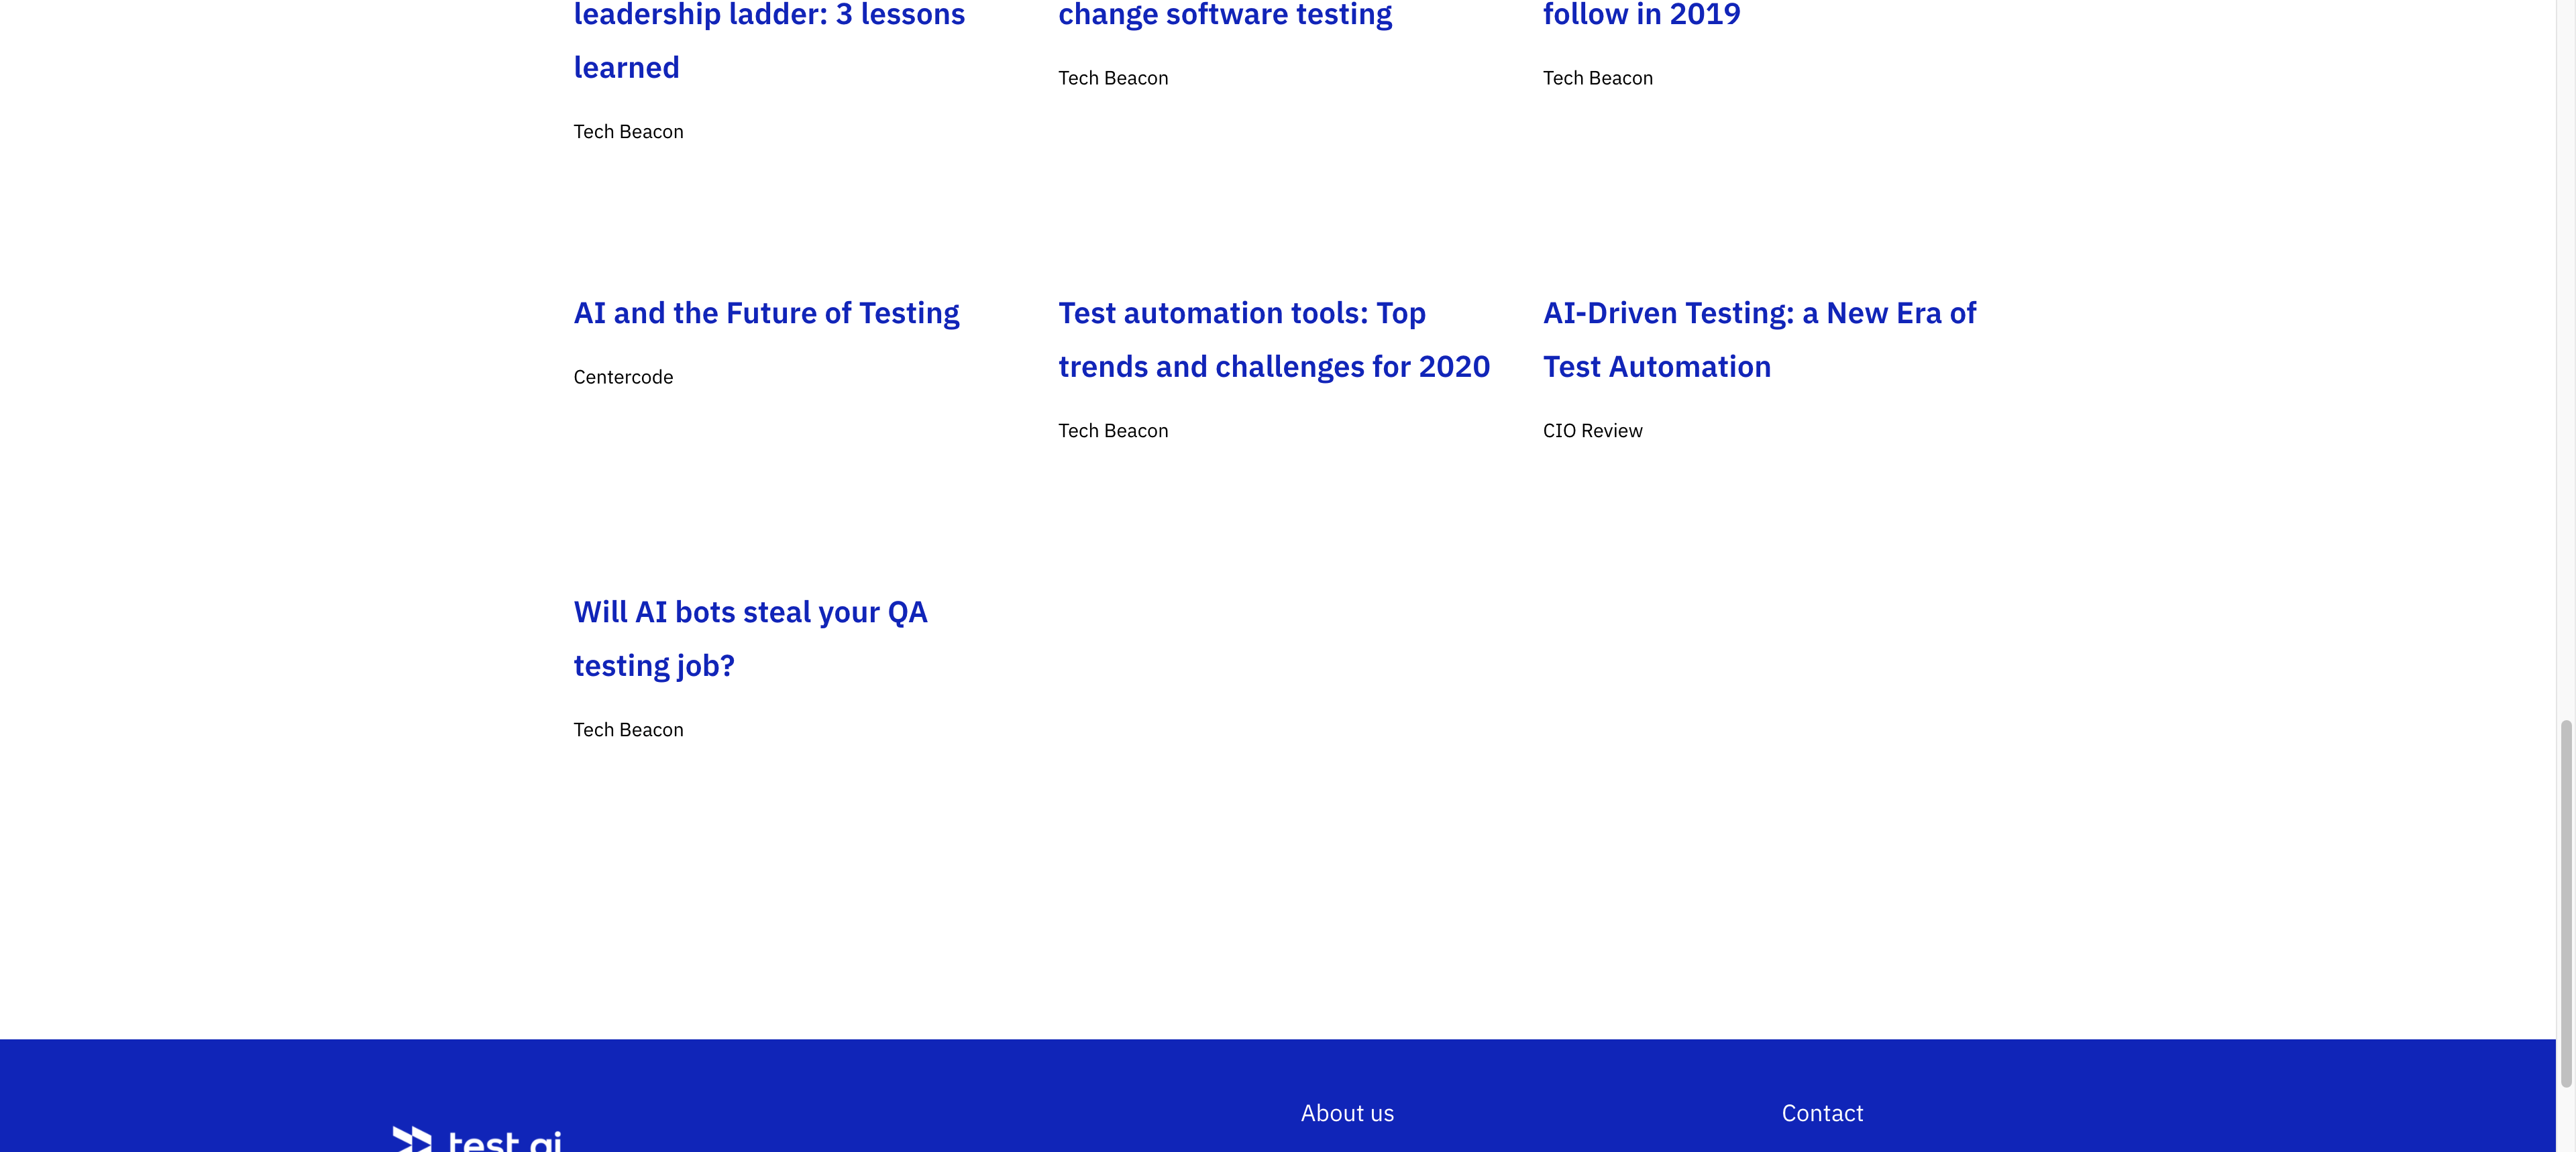 leadership ladder: 3 lessons
learned
Tech Beacon
change software testing
Tech Beacon
follow in 2019
Tech Beacon
AI and the Future of Testing
Centercode
Test automation tools: Top
trends and challenges for 2020
Tech Beacon
AI-Driven Testing: a New Era of
Test Automation
CIO Review
Will AI bots steal your QA
testing job?
Tech Beacon
test ai
About us
Contact